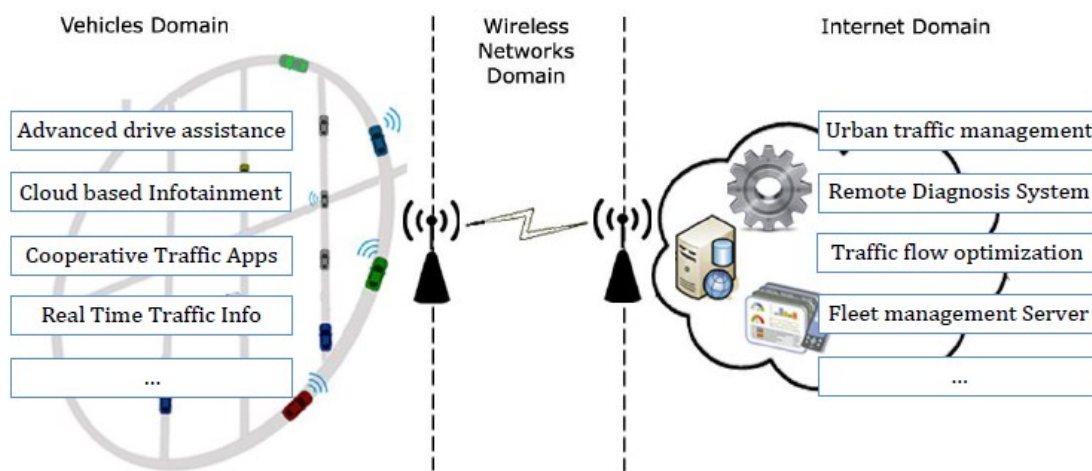 Vehicles Domain
Wireless
Networks
Domain
Internet Domain
Advanced drive assistance
Cloud based Infotainment
Cooperative Traffic Apps
Real Time Traffic Info
...
Urban traffic management
Remote Diagnosis System
Traffic flow optimization
Fleet management Server
...